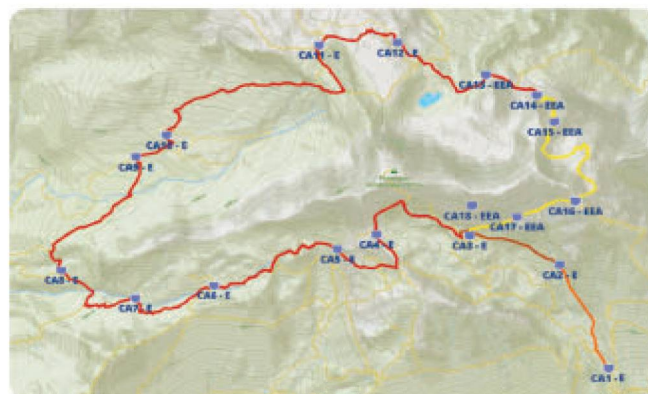 CA11 - E
CA12 - E
CA13 - EEA
CA14 - EEA
CA15 - EEA
CA10 - E
CA9 - E
CA16 - EEA
CA18 - EEA
CA17 - EEA
CA4 - E
CA3 - E
CA5 - E
CA2 - E
CA8 - E
CA6 - E
CA7 - E
CA1 - E